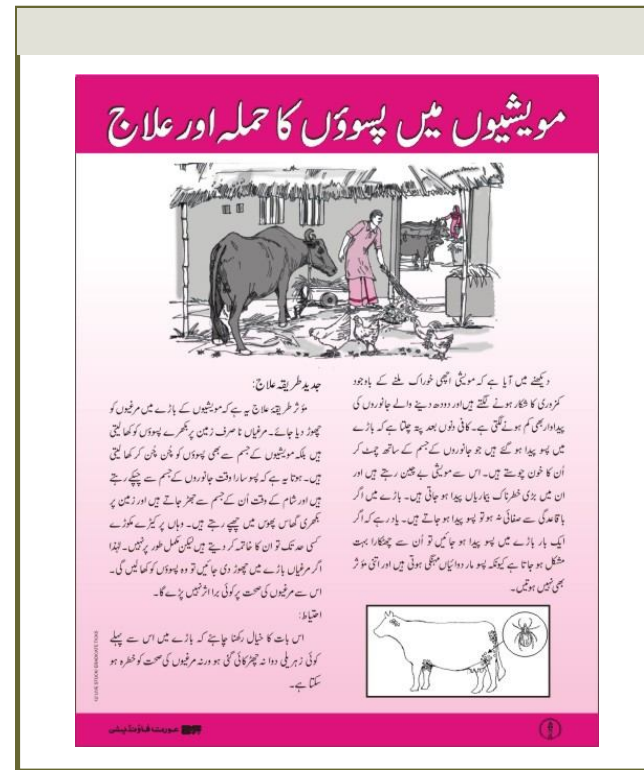 مویشیوں میں پسوؤں کا حملہ اور علاج
دیکھنے میں آیا ہے کہ مویشی اچھی خوراک ملنے کے باوجود
کمزوری کا شکار ہونے لگتے ہیں اور دودھ دینے والے جانوروں کی
پیداوار بھی کم ہونے لگتی ہے۔ کافی دنوں بعد پتہ چلتا ہے کہ باڑے
میں پسو پیدا ہو گئے ہیں جو جانوروں کے جسم کے ساتھ چمٹ کر
اُن کا خون چوستے ہیں۔ اس سے مویشی بے چین رہتے ہیں اور
ان میں بڑی خطرناک بیماریاں پیدا ہو جاتی ہیں۔ باڑے میں اگر
باقاعدگی سے صفائی نہ ہو تو پسو پیدا ہو جاتے ہیں۔ یاد رہے کہ اگر
ایک بار باڑے میں پسو پیدا ہو جائیں تو اُن سے چھٹکارا بہت
مشکل ہو جاتا ہے کیونکہ پسو مار دوائیاں مہنگی ہوتی ہیں اور اتنی مؤثر
بھی نہیں ہوتیں۔
جدید طریقہ علاج:
مؤثر طریقۂ علاج یہ ہے کہ مویشیوں کے باڑے میں مرغیوں کو
چھوڑ دیا جائے۔ مرغیاں نا صرف زمین پر بکھرے پسوؤں کو کھا لیتی
ہیں بلکہ مویشیوں کے جسم سے بھی پسوؤں کو چُن چُن کر کھا لیتی
ہیں۔ ہوتا یہ ہے کہ پسو سارا وقت جانوروں کے جسم سے چپکے رہتے
ہیں اور شام کے وقت اُن کے جسم سے جھڑ جاتے ہیں اور زمین پر
بکھری گھاس پھوس میں چھپے رہتے ہیں۔ وہاں پر کیڑے مکوڑے
کسی حد تک تو ان کا خاتمہ کر دیتے ہیں لیکن مکمل طور پر نہیں۔ لہٰذا
اگر مرغیاں باڑے میں چھوڑ دی جائیں تو وہ پسوؤں کو کھا لیں گی۔
اس سے مرغیوں کی صحت پر کوئی برا اثر نہیں پڑے گا۔
احتیاط:
اس بات کا خیال رکھنا چاہئے کہ باڑے میں اس سے پہلے
کوئی زہریلی دوا نہ چھڑکائی گئی ہو ورنہ مرغیوں کی صحت کو خطرہ ہو
سکتا ہے۔
عورت فاؤنڈیشن